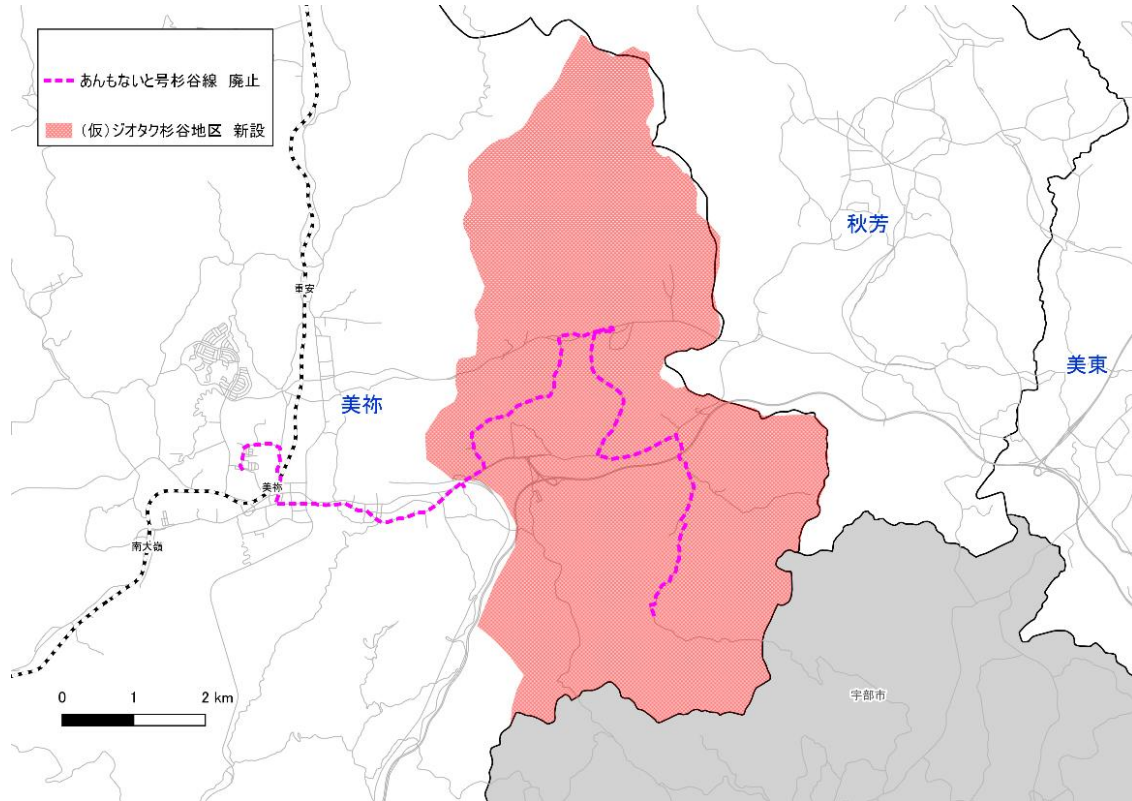 あんもないと号杉谷線 廃止
(仮)ジオタク杉谷地区 新設
秋芳
重安
美東
美祢
美祢
南大嶺
宇部市
0 1 2 km